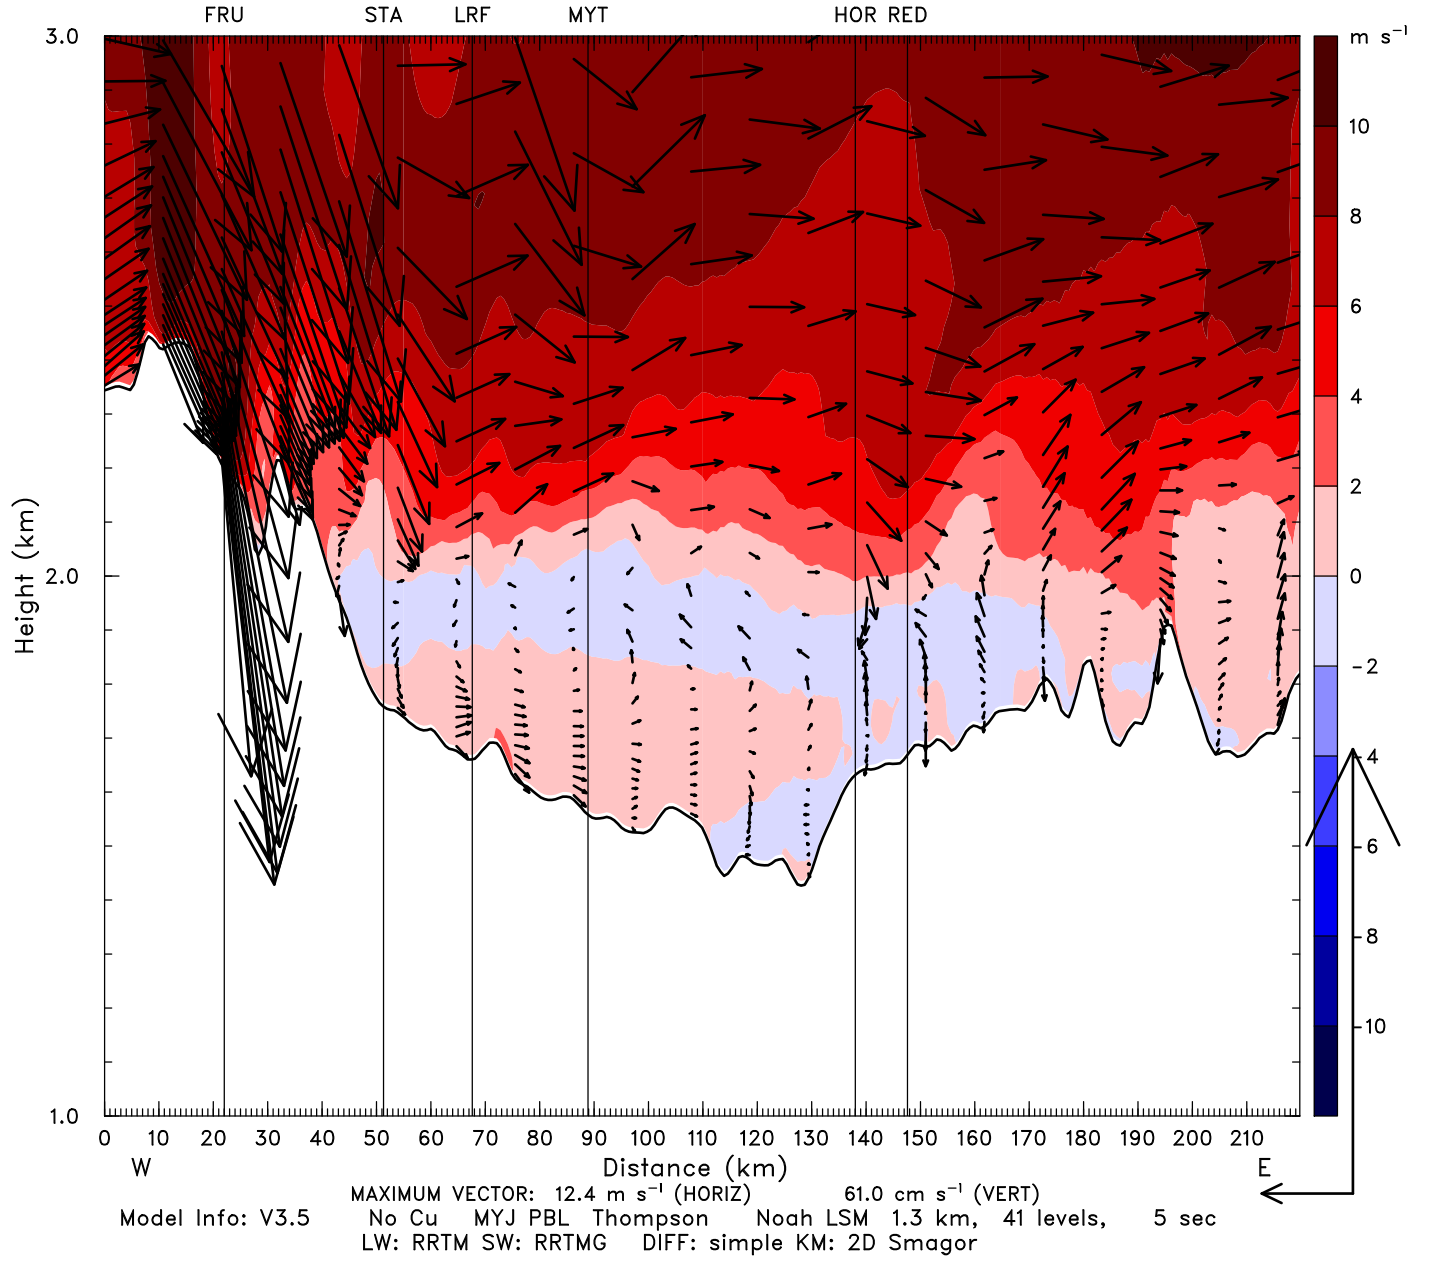 FRU STA LRF MYT HOR RED
3.0
m s⁻¹
10
8
6
4
2
2.0
0
-2
-4
-6
-8
-10
Height (km)
1.0
0 10 20 30 40 50 60 70 80 90 100 110 120 130 140 150 160 170 180 190 200 210
W Distance (km) E
MAXIMUM VECTOR: 12.4 m s⁻¹ (HORIZ) 61.0 cm s⁻¹ (VERT)
Model Info: V3.5 No Cu MYJ PBL Thompson Noah LSM 1.3 km, 41 levels, 5 sec
LW: RRTM SW: RRTMG DIFF: simple KM: 2D Smagor